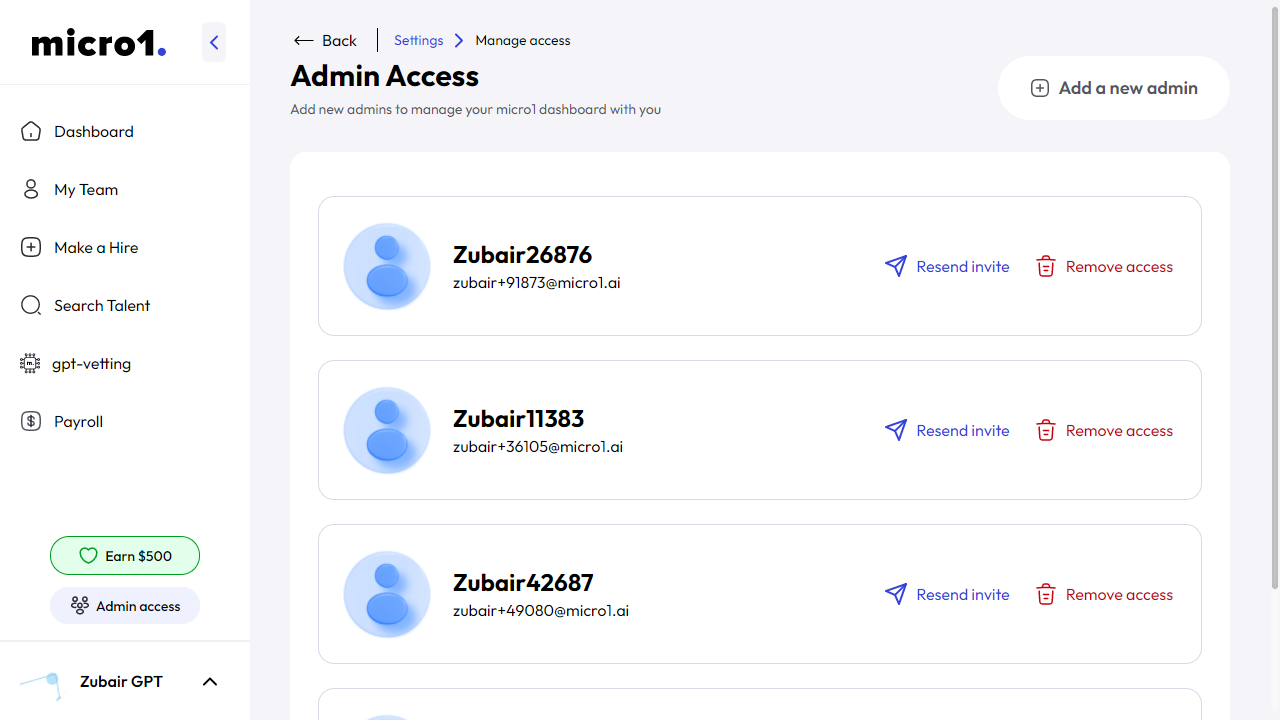 micro1.
Dashboard
My Team
Make a Hire
Search Talent
m.
gpt-vetting
Payroll
Earn $500
Admin access
Zubair GPT
Back
Settings
Manage access
Admin Access
Add new admins to manage your micro1 dashboard with you
Add a new admin
Zubair26876
zubair+91873@micro1.ai
Resend invite
Remove access
Zubair11383
zubair+36105@micro1.ai
Resend invite
Remove access
Zubair42687
zubair+49080@micro1.ai
Resend invite
Remove access